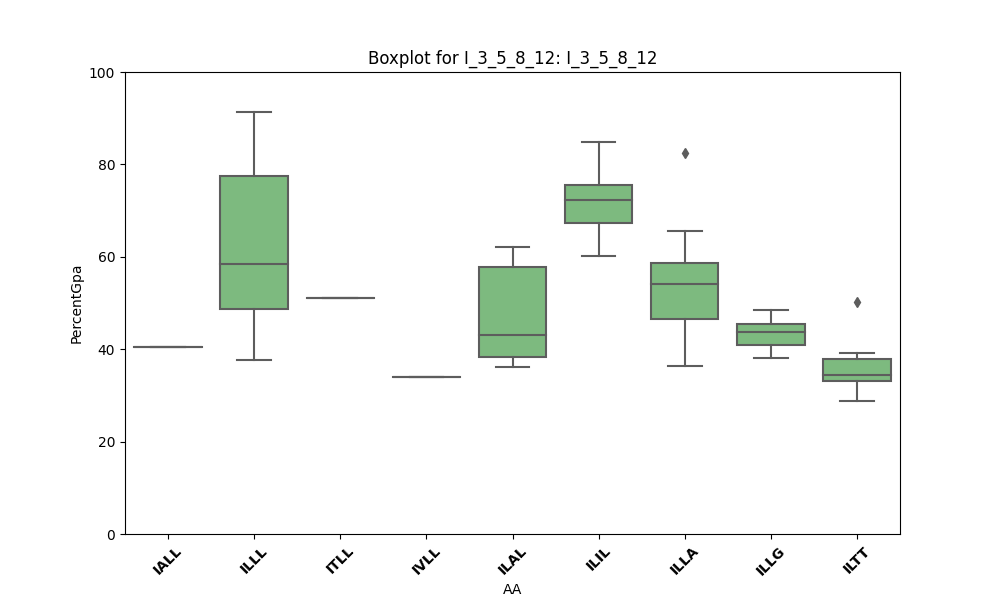 Boxplot for I_3_5_8_12: I_3_5_8_12
100
80
60
40
20
0
PercentGpa
IALL
ILLL
ITLL
IVLL
ILAL
ILIL
ILLA
ILLG
ILTT
AA